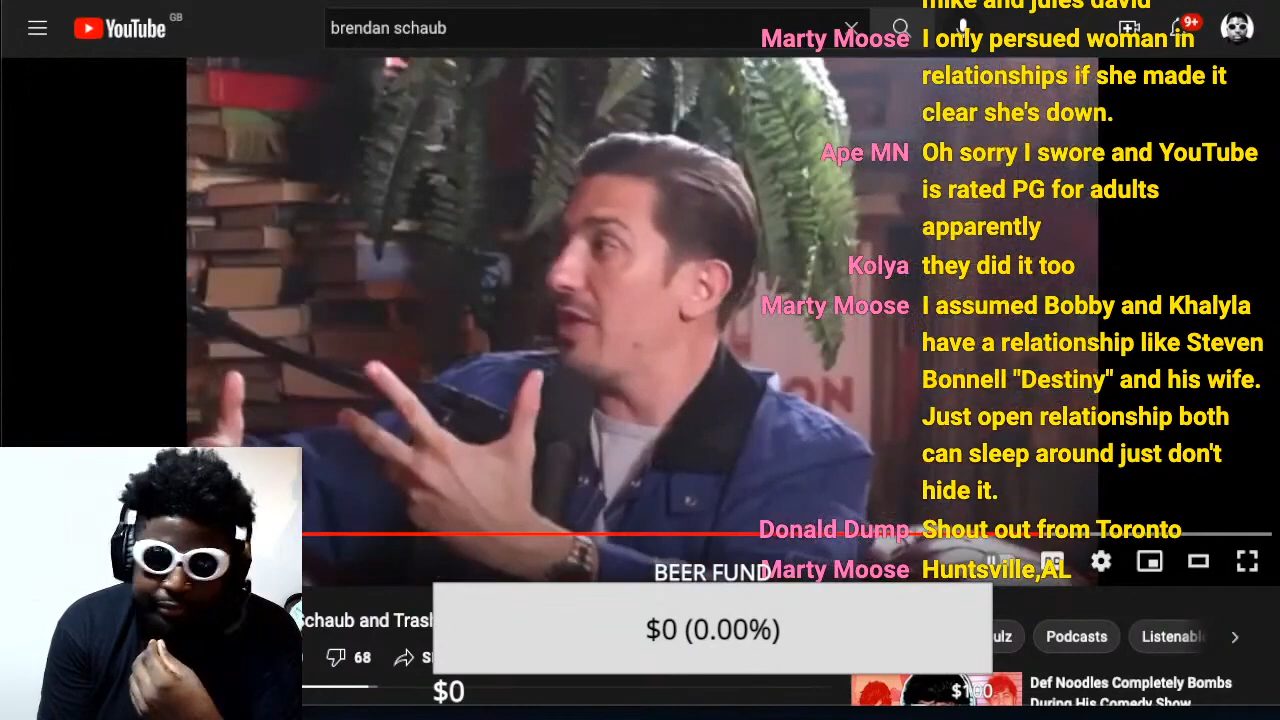 YouTube GB
brendan schaub
9+
mike and jules david
Marty Moose I only persued woman in
relationships if she made it
clear she's down.
Ape MN Oh sorry I swore and YouTube
is rated PG for adults
apparently
Kolya they did it too
Marty Moose I assumed Bobby and Khalyla
have a relationship like Steven
Bonnell "Destiny" and his wife.
Just open relationship both
can sleep around just don't
hide it.
Donald Dump Shout out from Toronto
Marty Moose Huntsville,AL
ON
BEER FUND
$0 (0.00%)
$0
$100
Schaub and Trash
68
ulz
Podcasts
Listenabl
Def Noodles Completely Bombs
During His Comedy Show